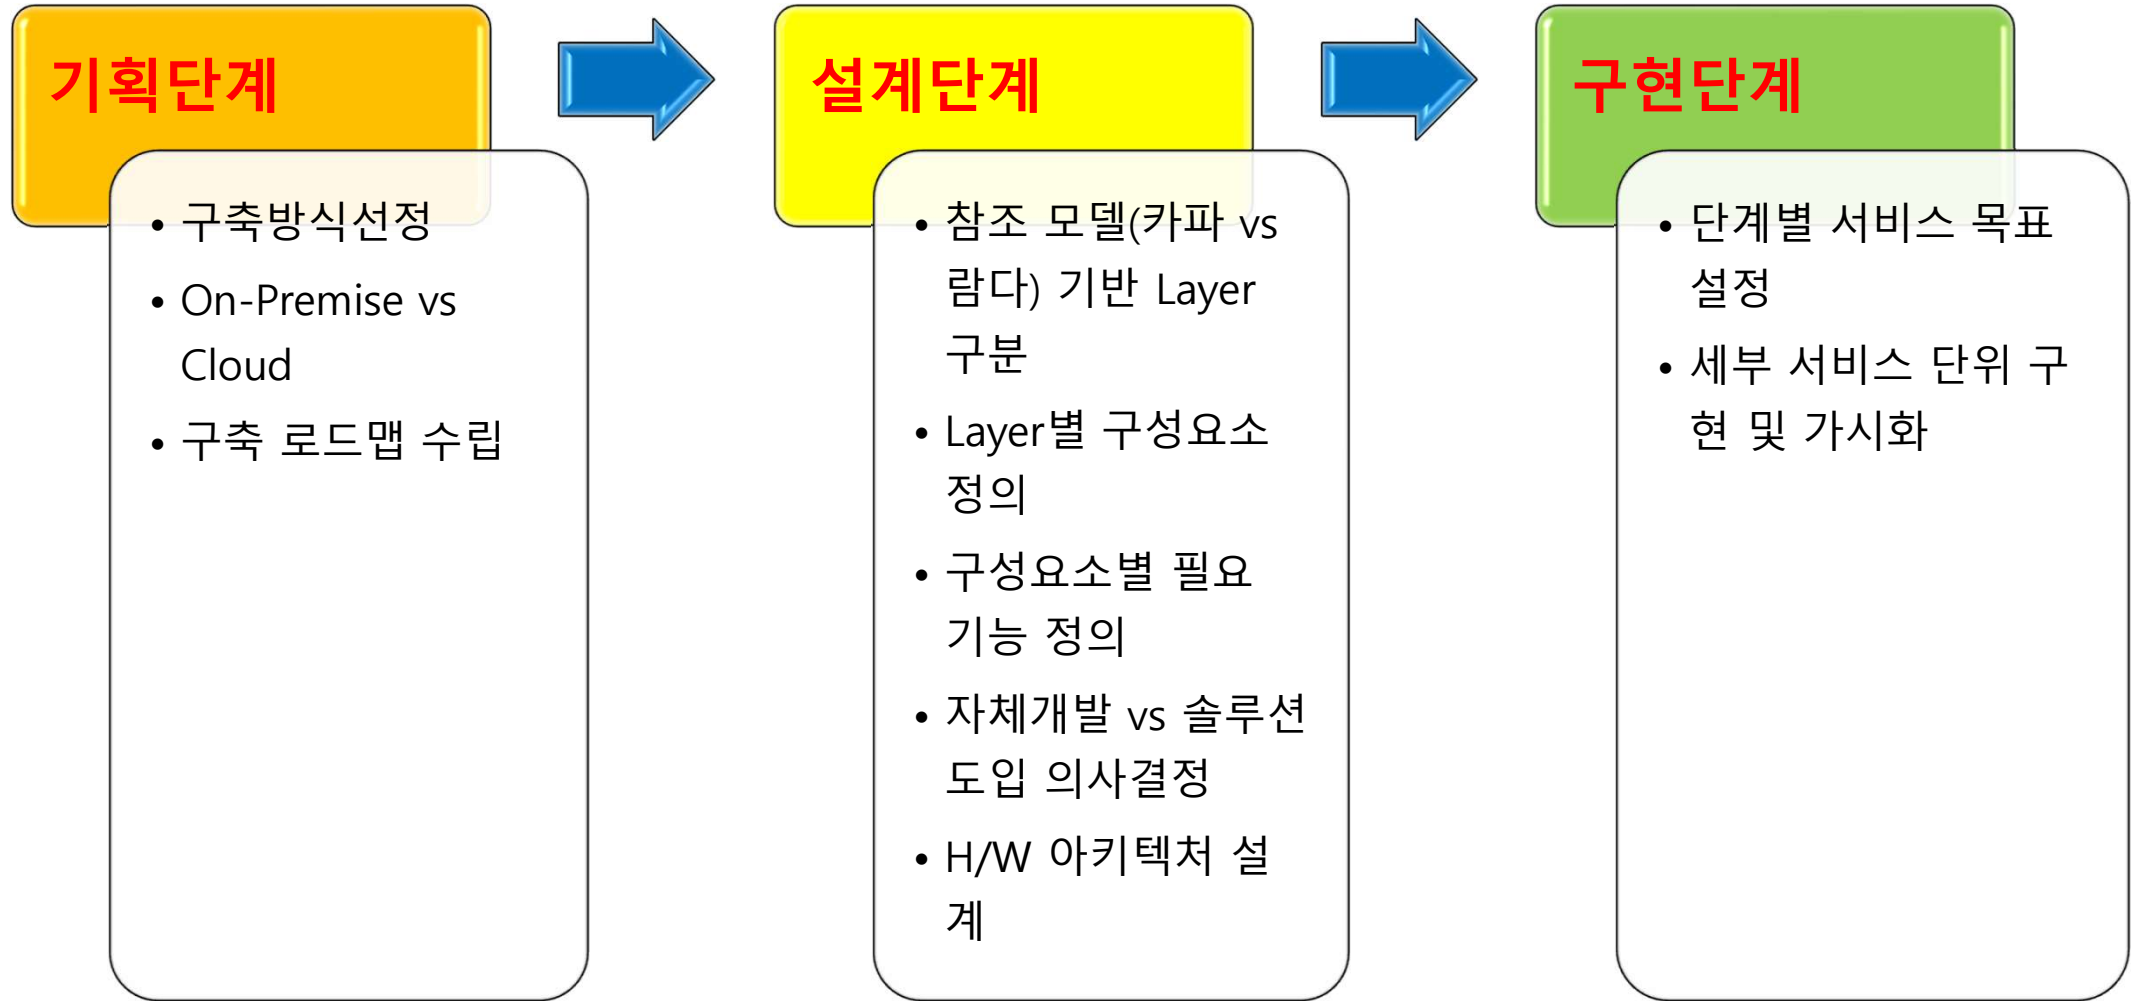 기획단계
• 구축방식선정
• On-Premise vs
Cloud
• 구축 로드맵 수립
설계단계
• 참조 모델(카파 vs
람다) 기반 Layer
구분
• Layer별 구성요소
정의
• 구성요소별 필요
기능 정의
• 자체개발 vs 솔루션
도입 의사결정
• H/W 아키텍처 설
계
구현단계
• 단계별 서비스 목표
설정
• 세부 서비스 단위 구
현 및 가시화